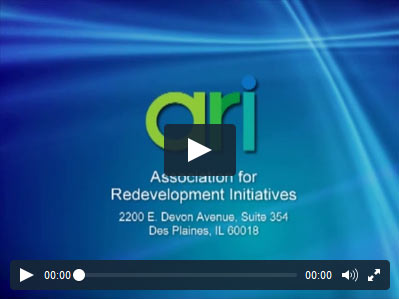 ari
Association for
Redevelopment Initiatives
2200 E. Devon Avenue, Suite 354
Des Plaines, IL 60018
00:00
00:00